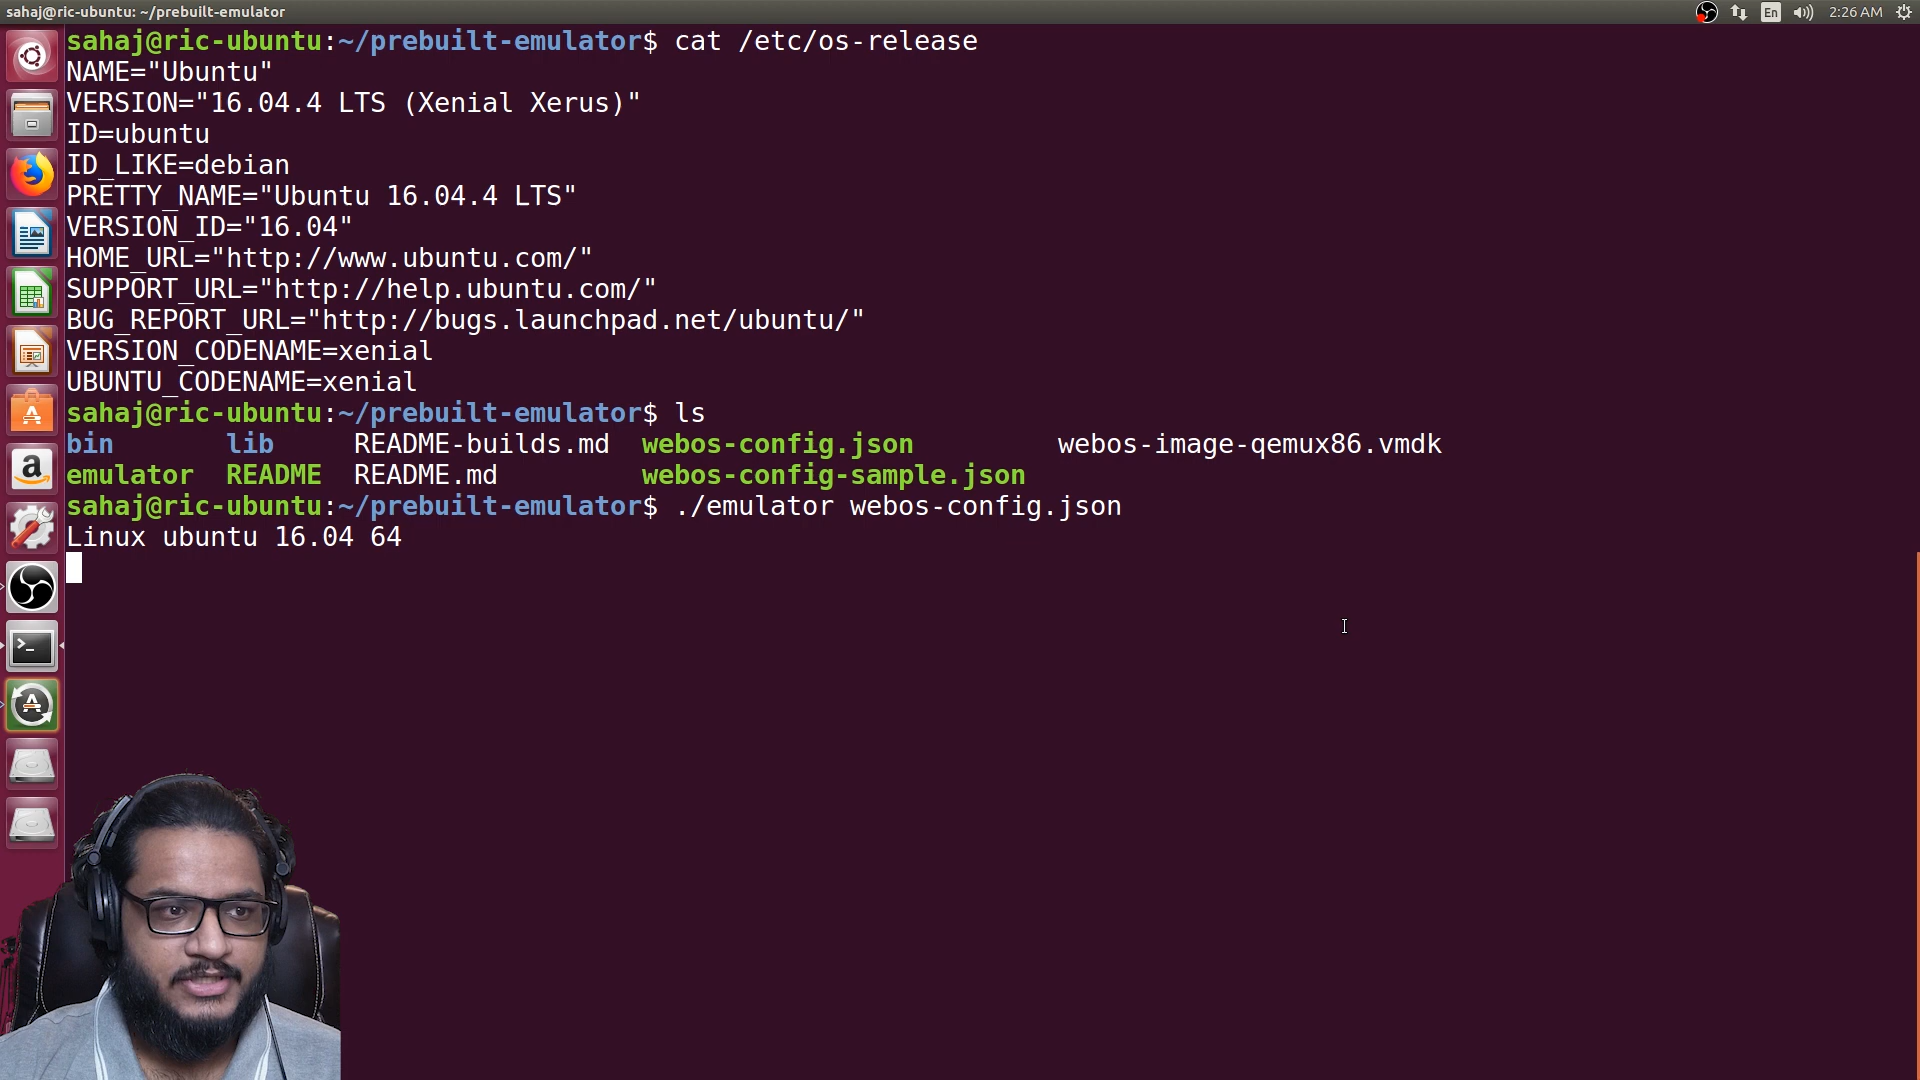 sahaj@ric-ubuntu: ~/prebuilt-emulator
En
2:26 AM
sahaj@ric-ubuntu:~/prebuilt-emulator$ cat /etc/os-release
NAME="Ubuntu"
VERSION="16.04.4 LTS (Xenial Xerus)"
ID=ubuntu
ID_LIKE=debian
PRETTY_NAME="Ubuntu 16.04.4 LTS"
VERSION_ID="16.04"
HOME_URL="http://www.ubuntu.com/"
SUPPORT_URL="http://help.ubuntu.com/"
BUG_REPORT_URL="http://bugs.launchpad.net/ubuntu/"
VERSION_CODENAME=xenial
UBUNTU_CODENAME=xenial
sahaj@ric-ubuntu:~/prebuilt-emulator$ ls
bin lib README-builds.md webos-config.json webos-image-qemux86.vmdk
emulator README README.md webos-config-sample.json
sahaj@ric-ubuntu:~/prebuilt-emulator$ ./emulator webos-config.json
Linux ubuntu 16.04 64